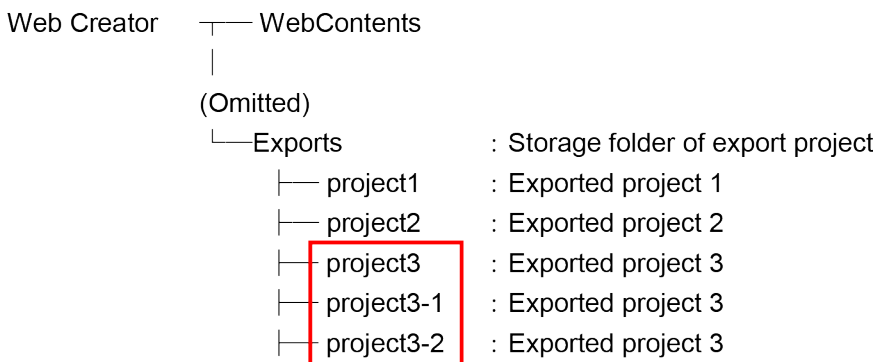 Web Creator ┬── WebContents
│
(Omitted)
└──Exports : Storage folder of export project
├── project1 : Exported project 1
├── project2 : Exported project 2
├── project3 : Exported project 3
├── project3-1 : Exported project 3
├── project3-2 : Exported project 3